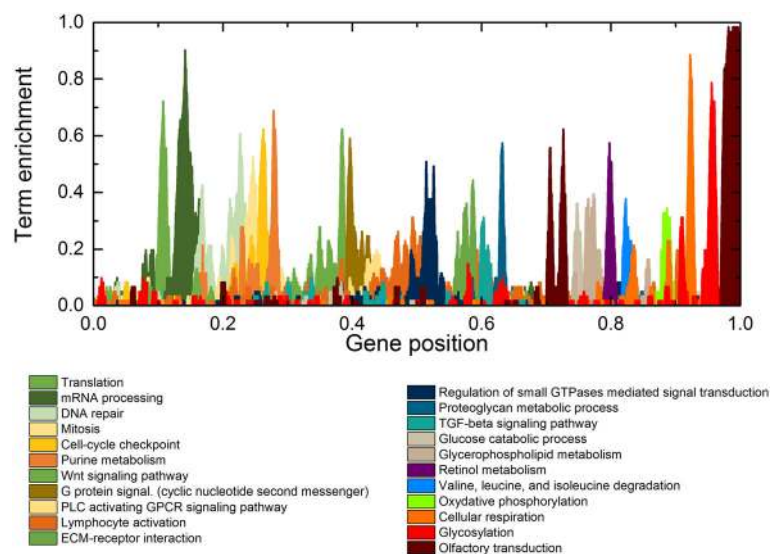 1.0
0.8
0.6
0.4
0.2
0.0
Term enrichment
0.0 0.2 0.4 0.6 0.8 1.0
Gene position
Translation
mRNA processing
DNA repair
Mitosis
Cell-cycle checkpoint
Purine metabolism
Wnt signaling pathway
G protein signal. (cyclic nucleotide second messenger)
PLC activating GPCR signaling pathway
Lymphocyte activation
ECM-receptor interaction
Regulation of small GTPases mediated signal transduction
Proteoglycan metabolic process
TGF-beta signaling pathway
Glucose catabolic process
Glycerophospholipid metabolism
Retinol metabolism
Valine, leucine, and isoleucine degradation
Oxydative phosphorylation
Cellular respiration
Glycosylation
Olfactory transduction